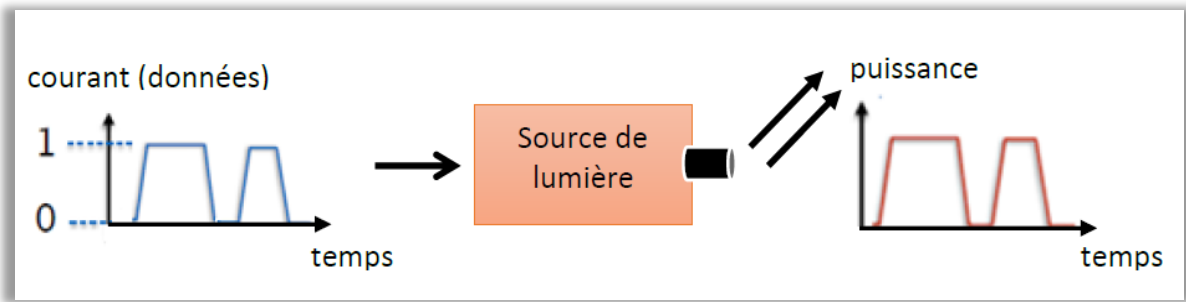 courant (données)
1
0
temps
Source de
lumière
puissance
temps